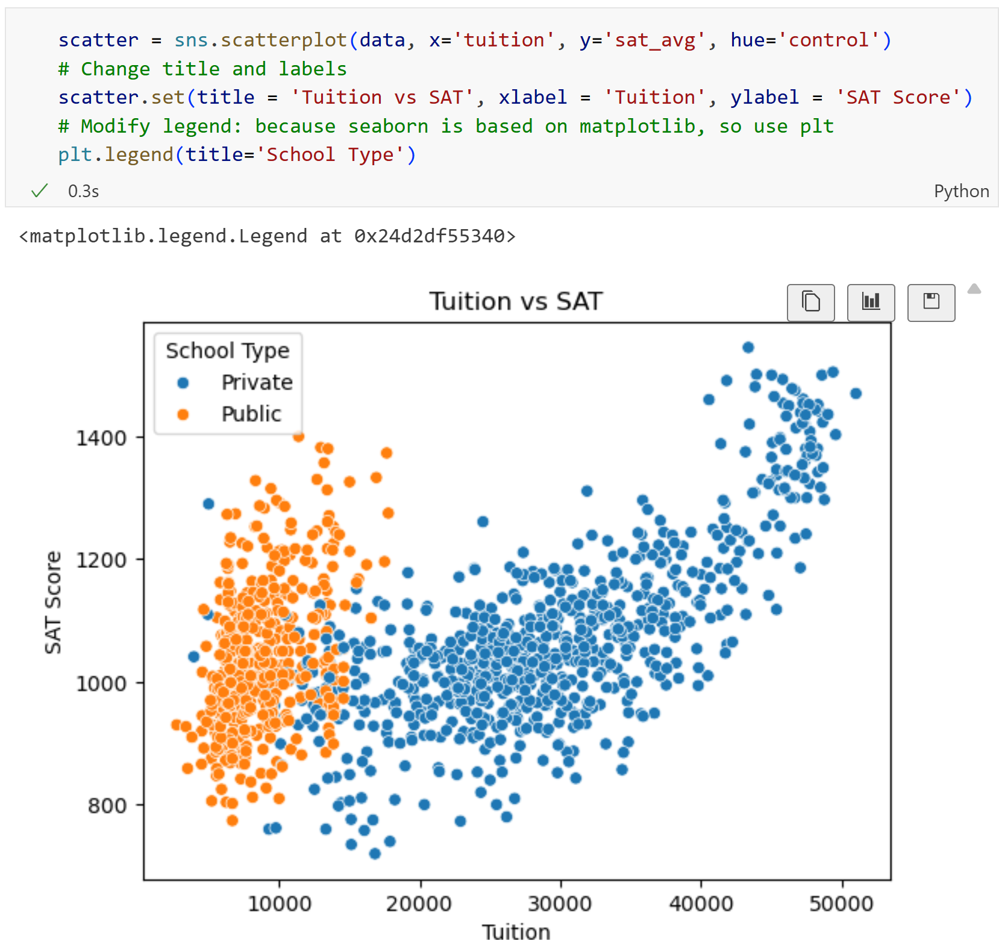 scatter = sns.scatterplot(data, x='tuition', y='sat_avg', hue='control')
# Change title and labels
scatter.set(title = 'Tuition vs SAT', xlabel = 'Tuition', ylabel = 'SAT Score')
# Modify legend: because seaborn is based on matplotlib, so use plt
plt.legend(title='School Type')
0.3s
Python
<matplotlib.legend.Legend at 0x24d2df55340>
Tuition vs SAT
School Type
Private
Public
1400
1200
1000
800
SAT Score
10000
20000
30000
40000
50000
Tuition